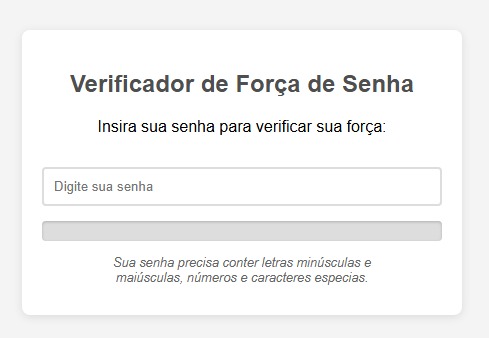 Verificador de Força de Senha
Insira sua senha para verificar sua força:
Digite sua senha
Sua senha precisa conter letras minúsculas e
maiúsculas, números e caracteres especias.